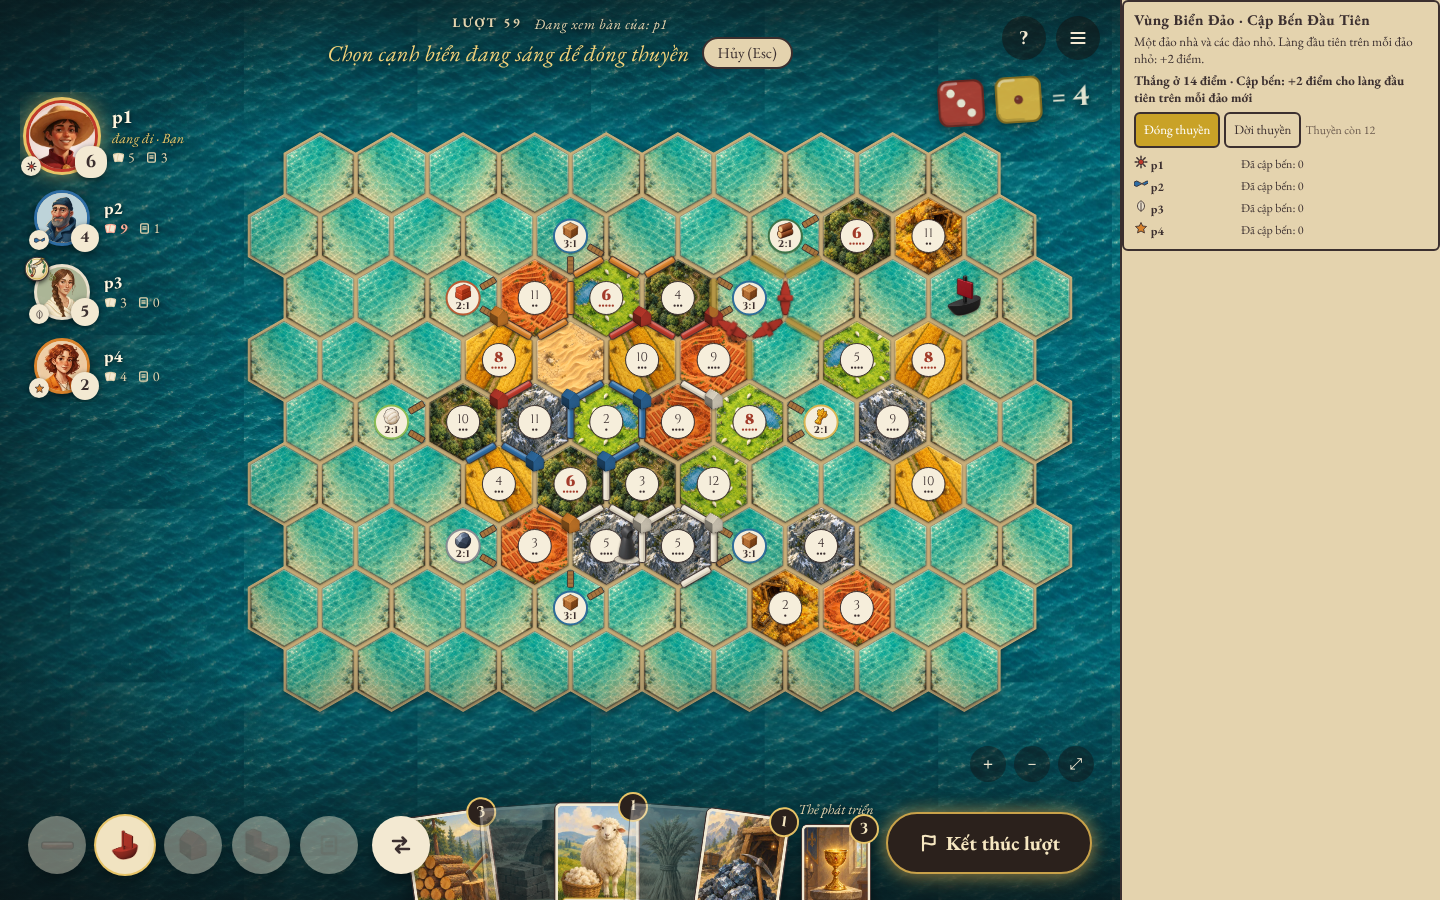 LƯỢT 59 Đang xem bàn của: p1
Chọn cạnh biển đang sáng để đóng thuyền
Hủy (Esc)
?
= 4
p1
đang đi · Bạn
5 3
6
p2
9 1
4
p3
3 0
5
p4
4 0
2
3:1
2:1
6
11
2:1
11
6
4
3:1
8
10
9
5
8
2:1
10
11
2
9
8
2:1
9
4
6
3
12
10
2:1
3
5
5
3:1
4
3:1
2
3
+
−
3
1
1
Thẻ phát triển
3
Kết thúc lượt
Vùng Biển Đảo · Cập Bến Đầu Tiên
Một đảo nhà và các đảo nhỏ. Làng đầu tiên trên mỗi đảo
nhỏ: +2 điểm.
Thắng ở 14 điểm · Cập bến: +2 điểm cho làng đầu
tiên trên mỗi đảo mới
Đóng thuyền
Dời thuyền
Thuyền còn 12
p1 Đã cập bến: 0
p2 Đã cập bến: 0
p3 Đã cập bến: 0
p4 Đã cập bến: 0